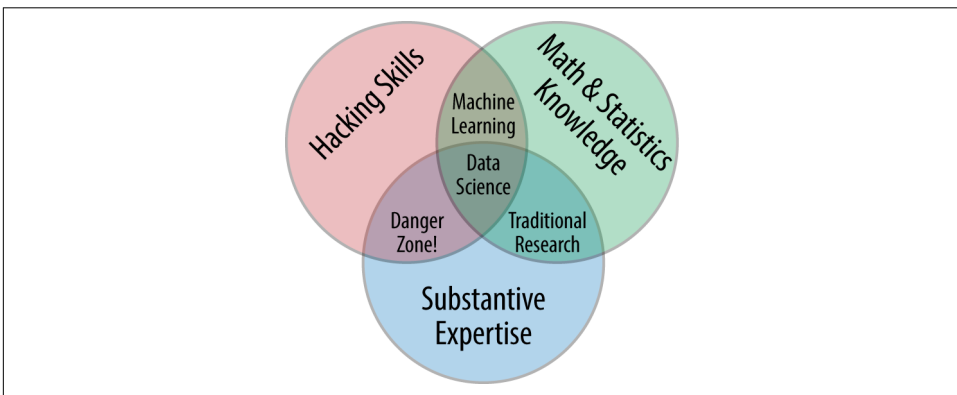 Hacking Skills
Math & Statistics
Knowledge
Machine
Learning
Data
Science
Danger
Zone!
Traditional
Research
Substantive
Expertise